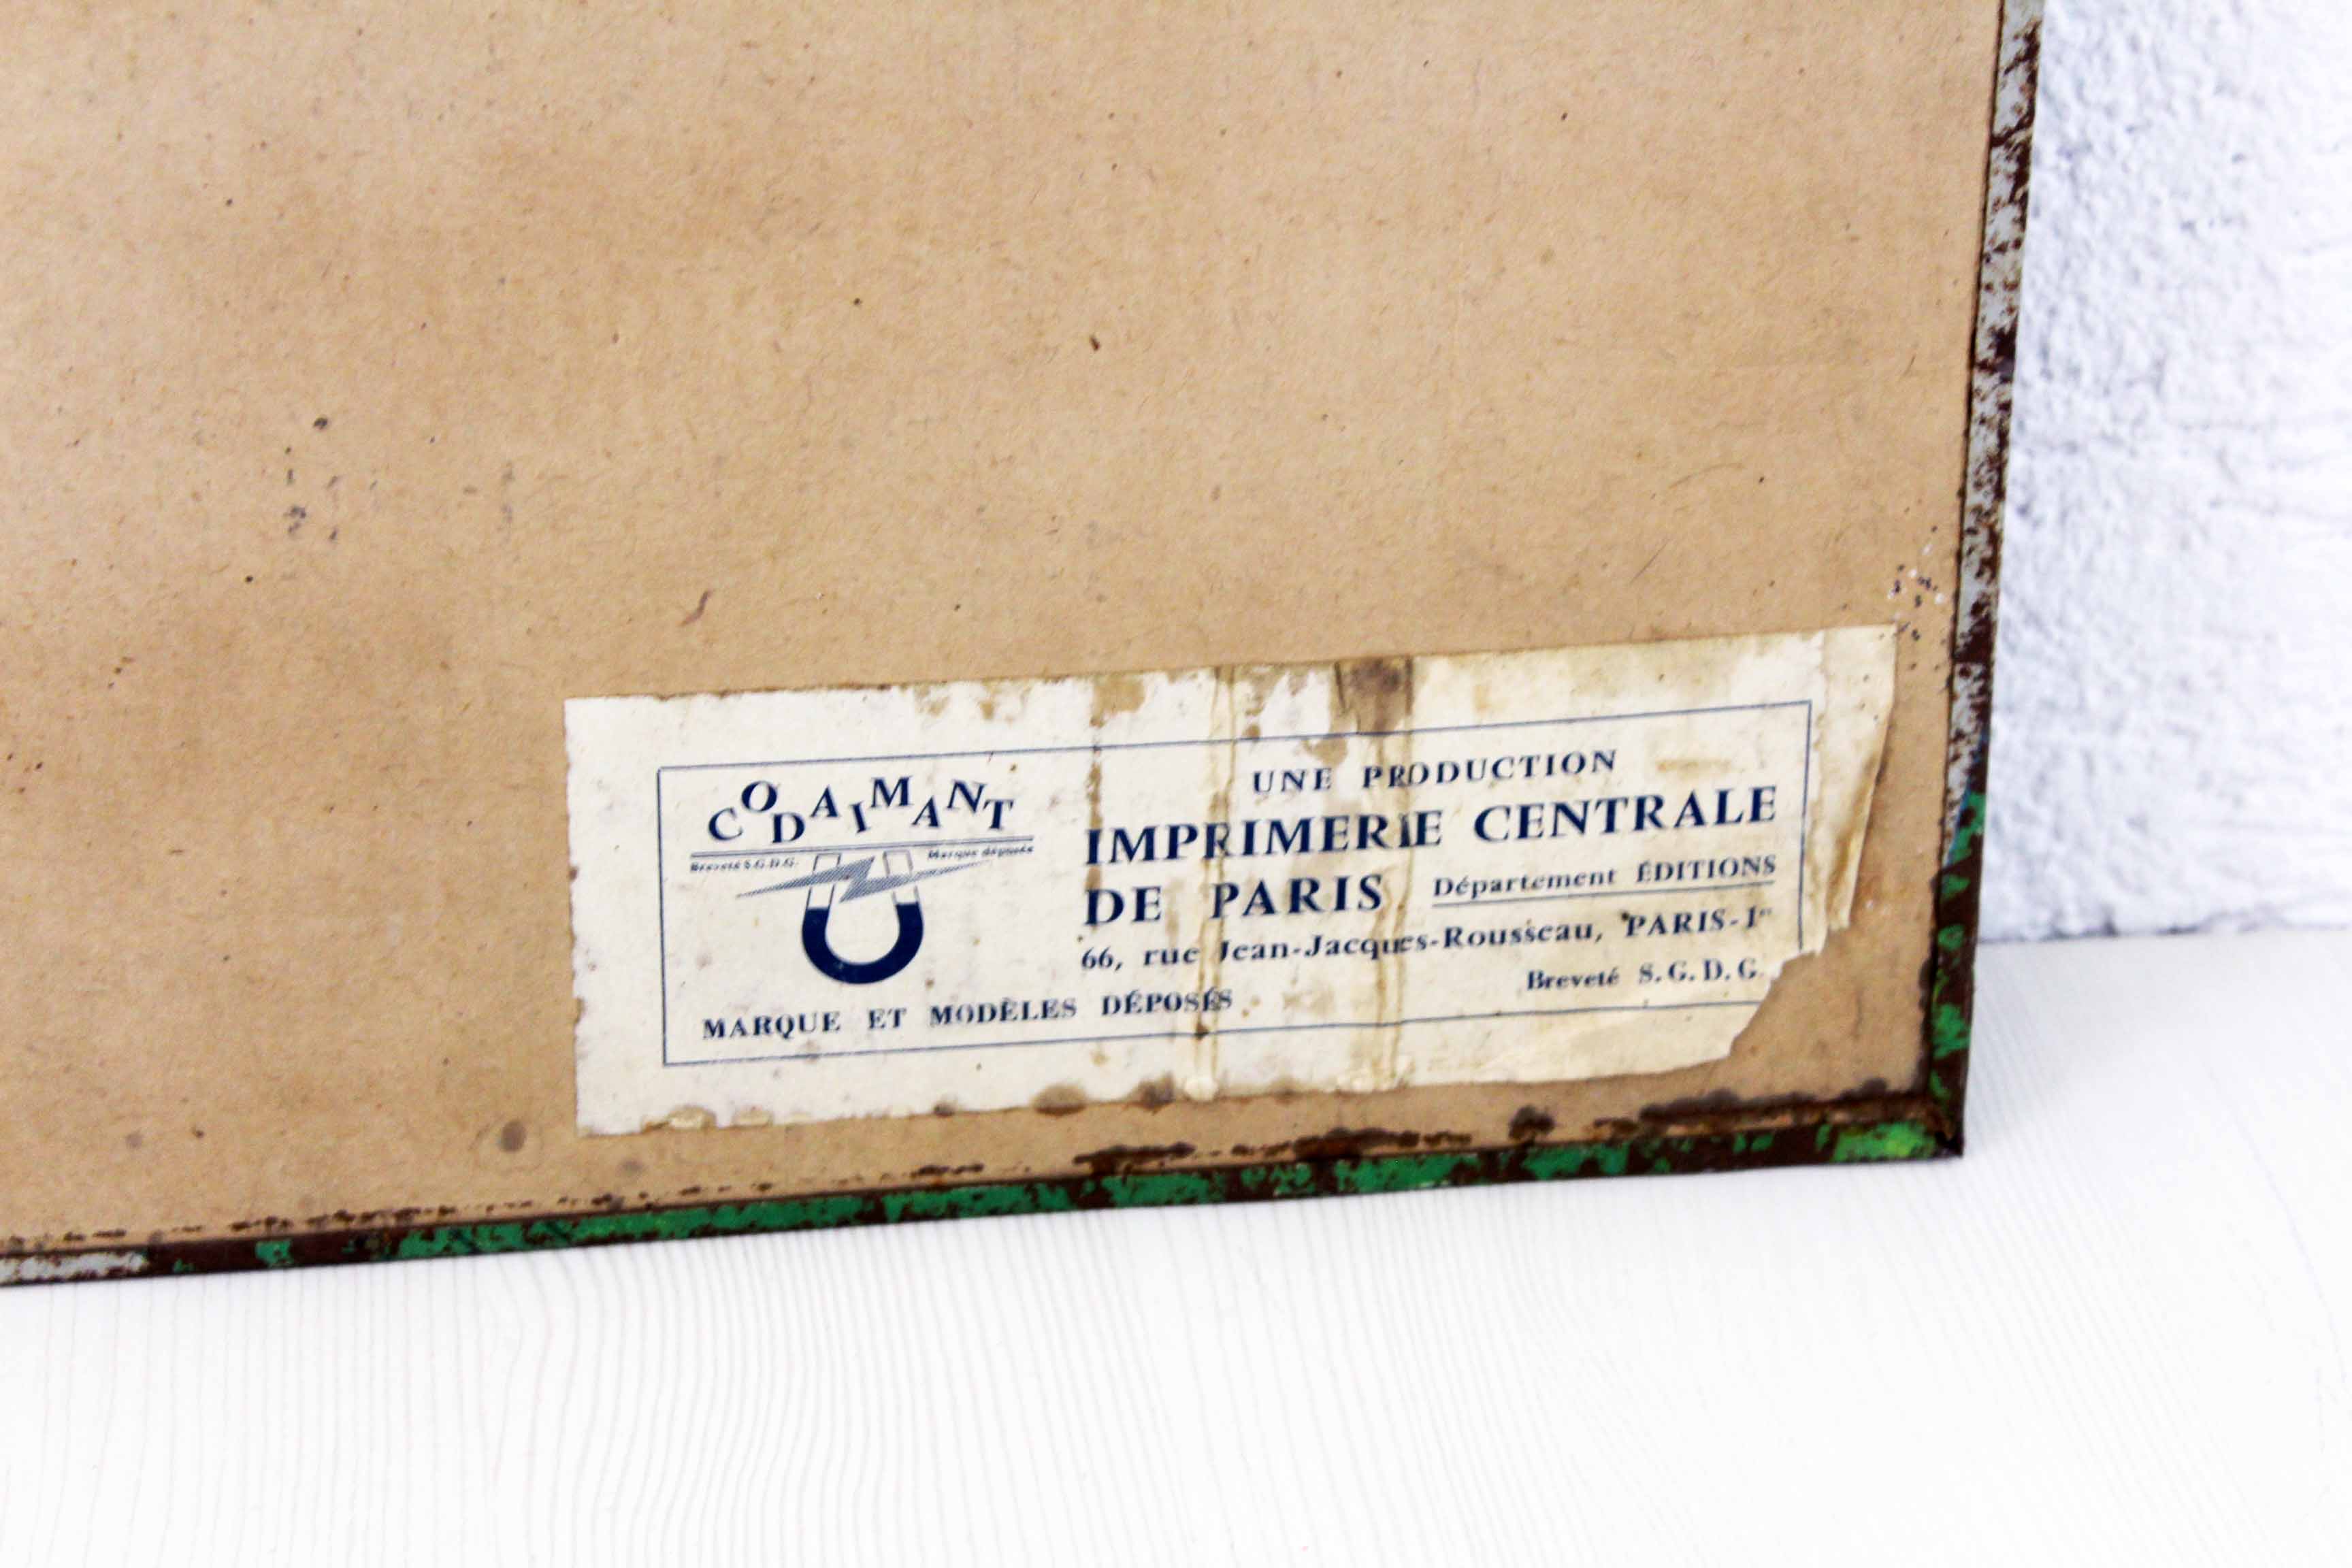 CODAIMANT
Breveté S.G.D.G. Marque déposée
MARQUE ET MODÈLES DÉPOSÉS
UNE PRODUCTION
IMPRIMERIE CENTRALE
DE PARIS Département ÉDITIONS
66, rue Jean-Jacques-Rousseau, PARIS-1er
Breveté S.G.D.G.